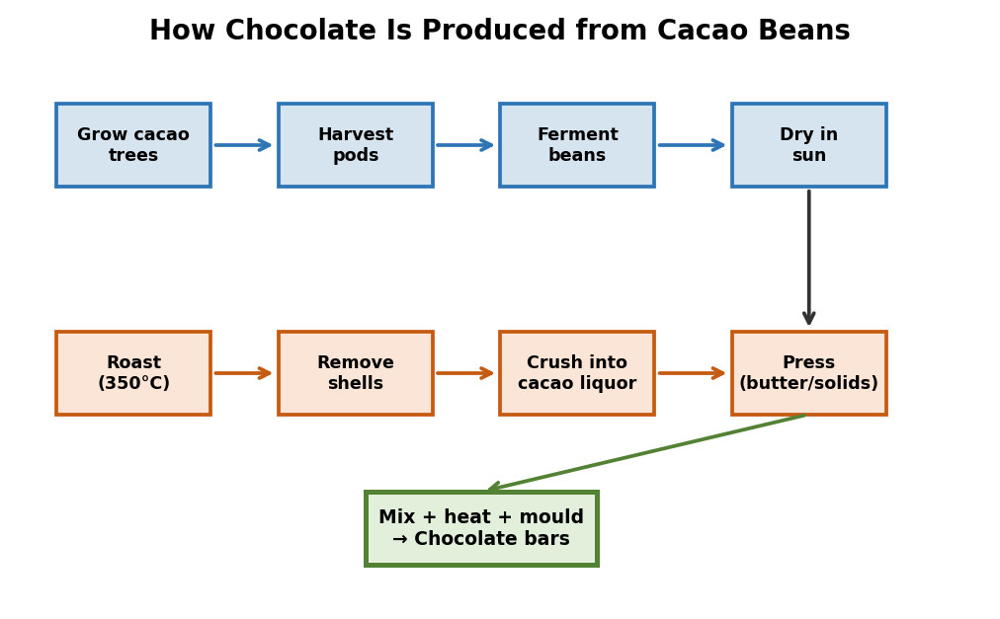 How Chocolate Is Produced from Cacao Beans
Grow cacao
trees
Harvest
pods
Ferment
beans
Dry in
sun
Roast
(350°C)
Remove
shells
Crush into
cacao liquor
Press
(butter/solids)
Mix + heat + mould
→ Chocolate bars